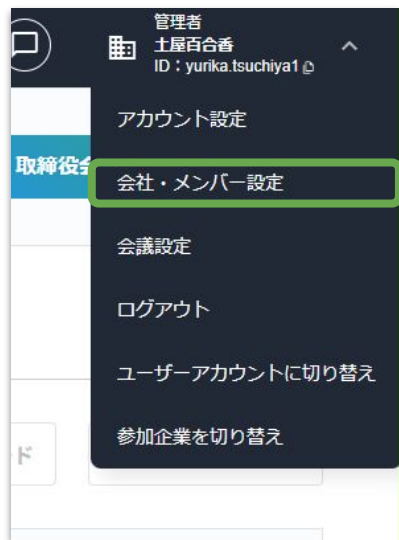 管理者
土屋百合香
ID：yurika.tsuchiya1
アカウント設定
取締役会
会社・メンバー設定
会議設定
ログアウト
ユーザーアカウントに切り替え
参加企業を切り替え
ド